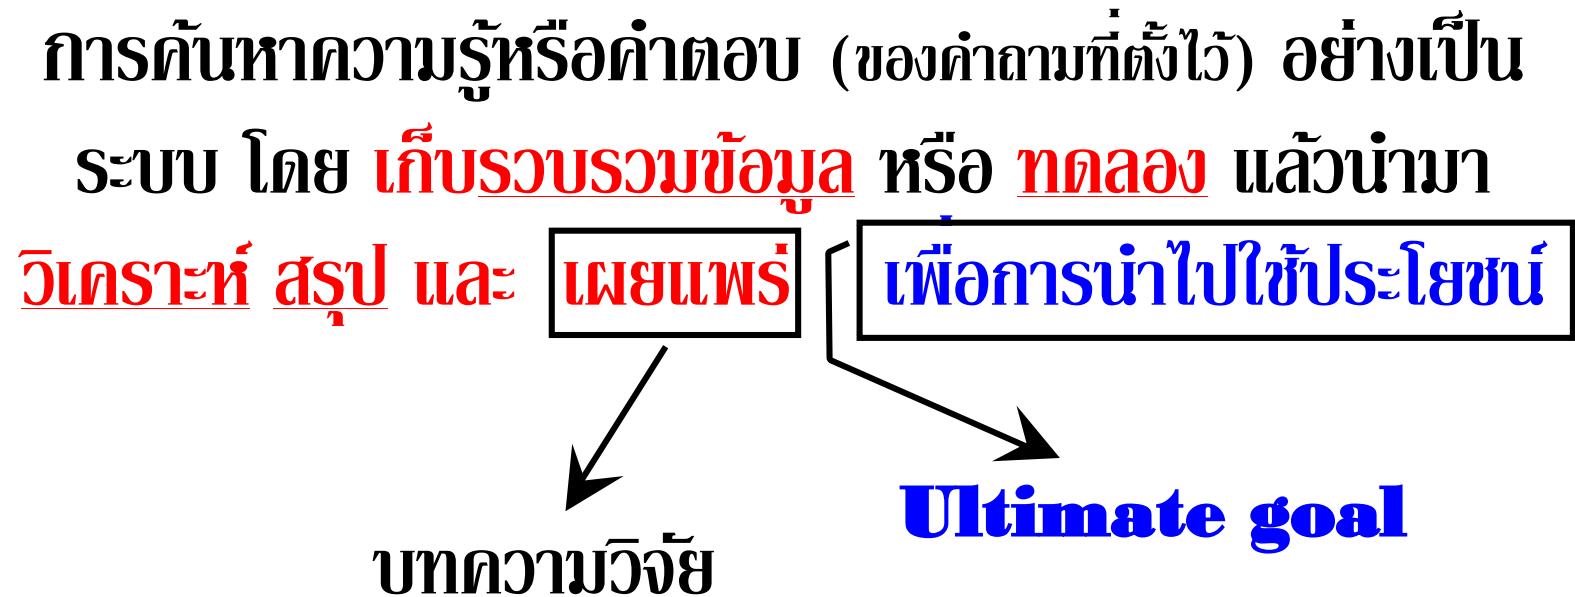 การค้นหาความรู้หรือคำตอบ (ของคำถามที่ตั้งไว้) อย่างเป็น
ระบบ โดย เก็บรวบรวมข้อมูล หรือ ทดลอง แล้วนำมา
วิเคราะห์ สรุป และ เผยแพร่ เพื่อการนำไปใช้ประโยชน์
Ultimate goal
บทความวิจัย